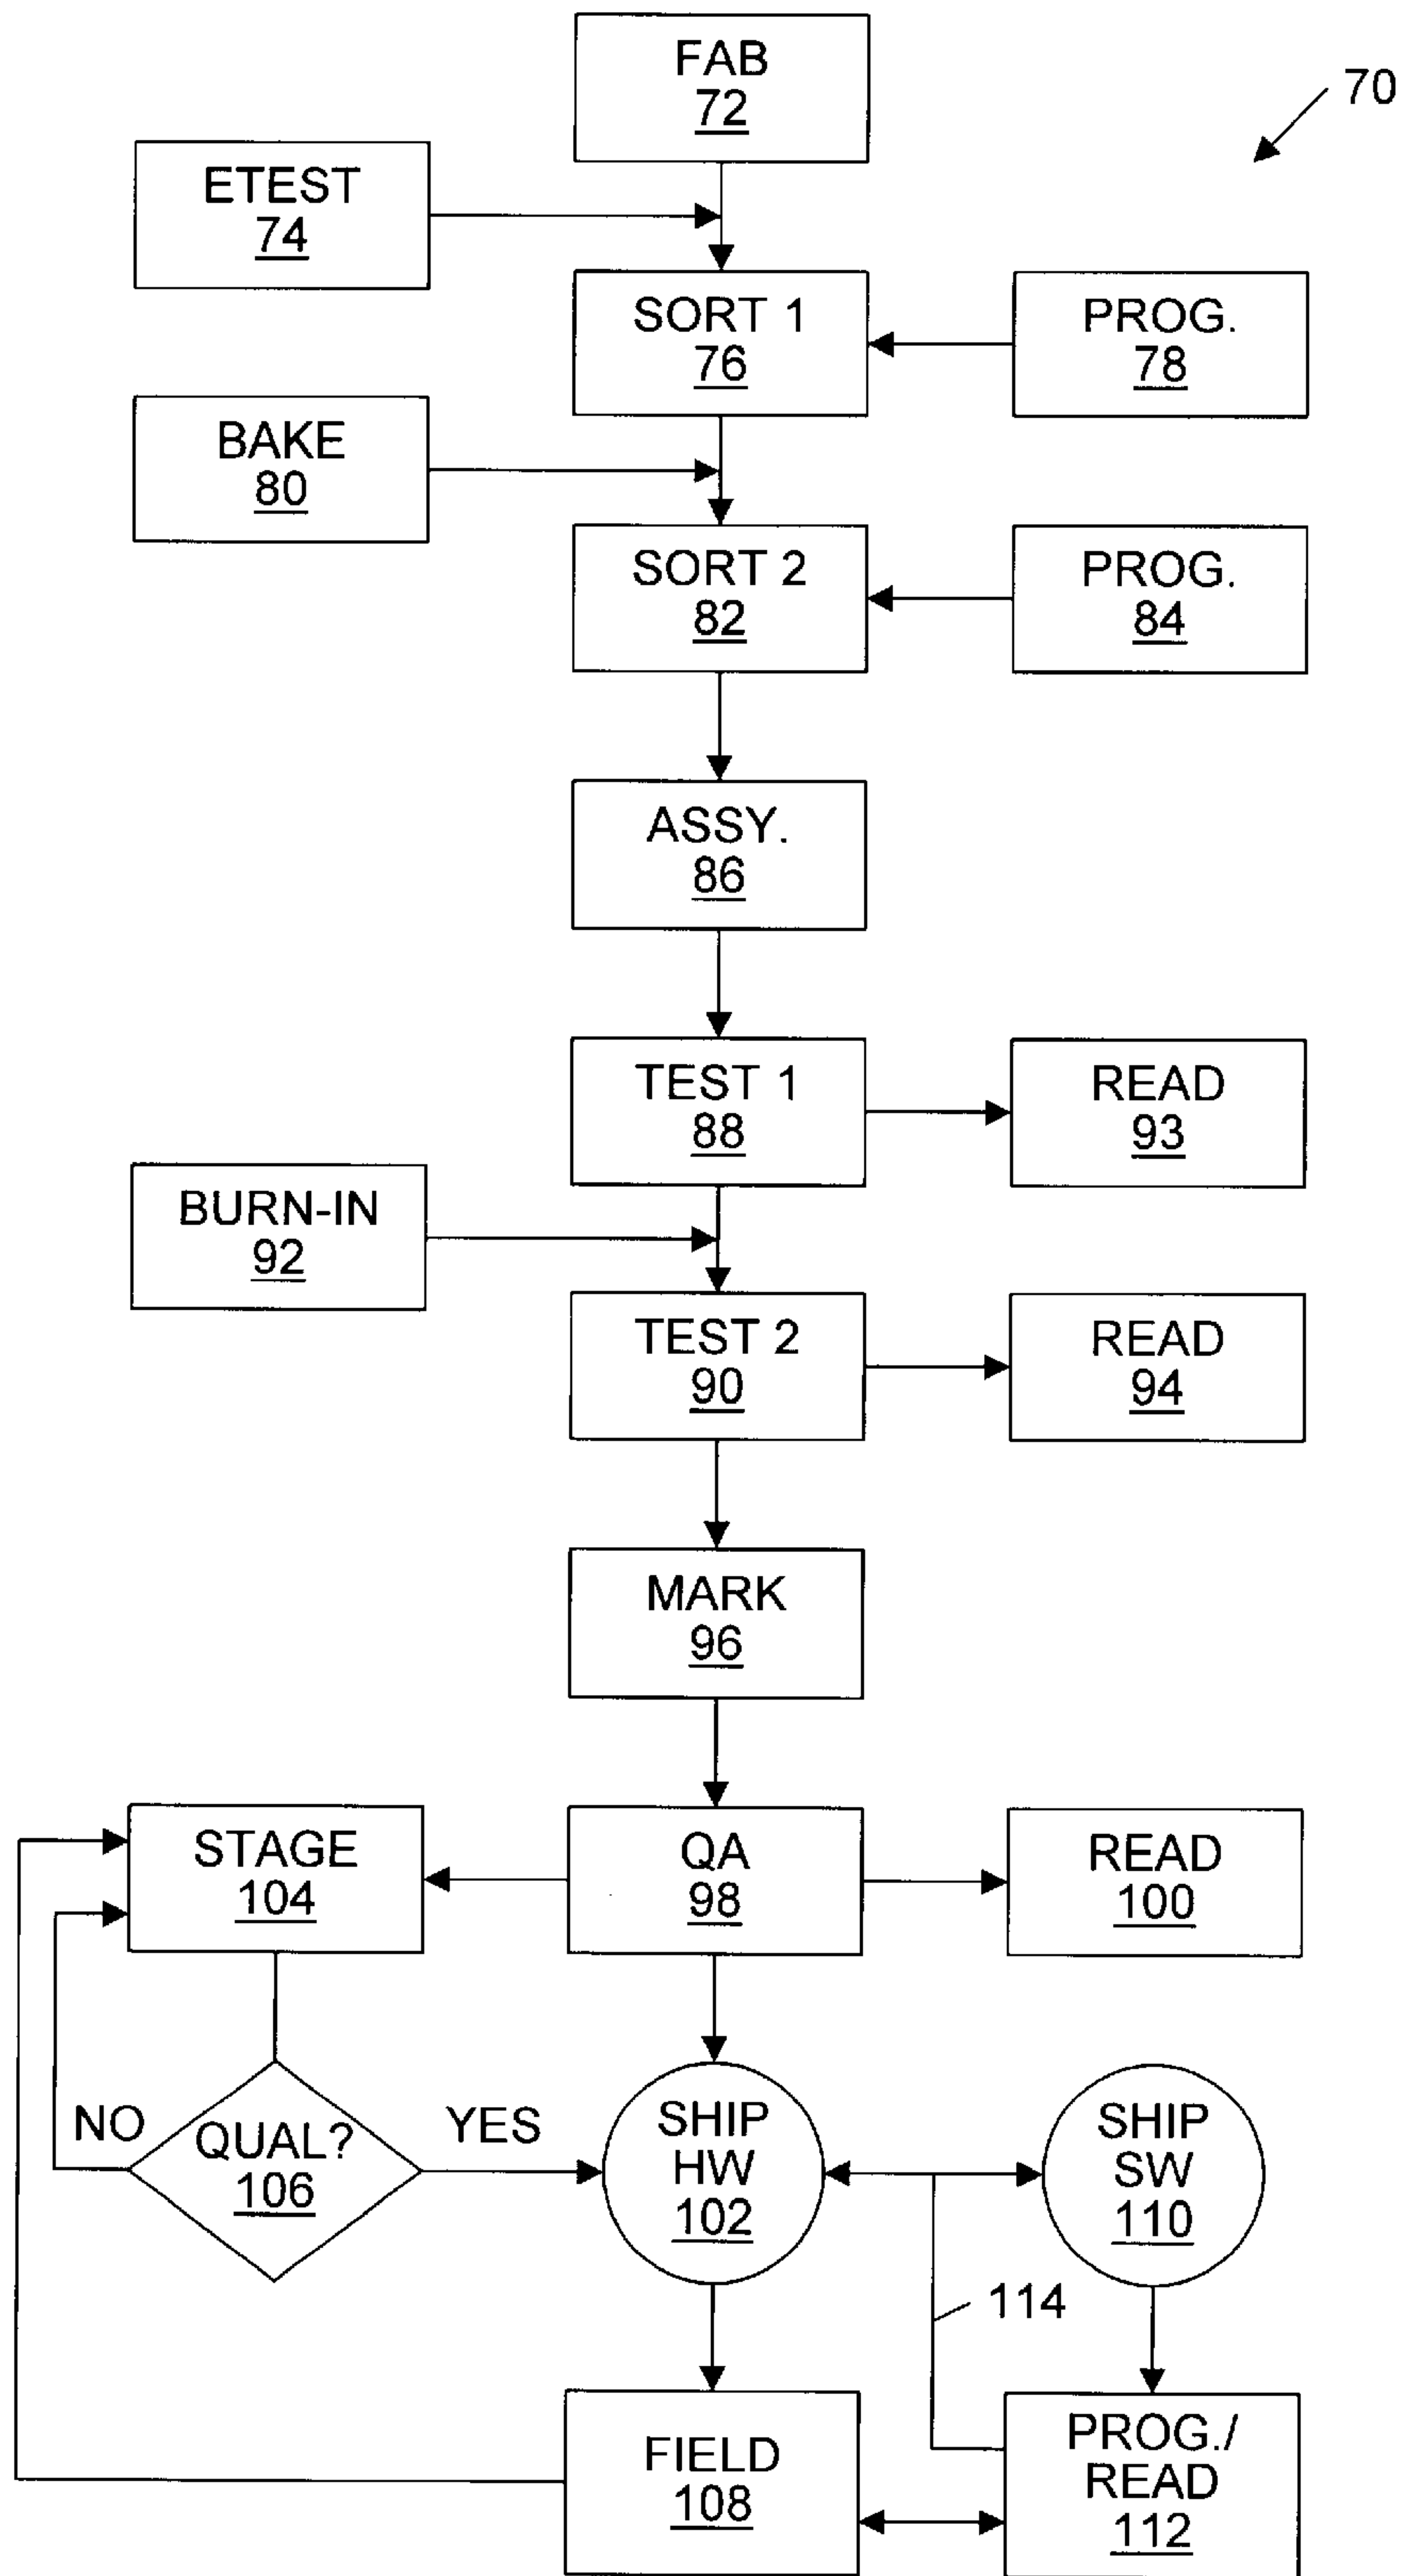 FAB
72
70
ETEST
74
SORT 1
76
PROG.
78
BAKE
80
SORT 2
82
PROG.
84
ASSY.
86
TEST 1
88
READ
93
BURN-IN
92
TEST 2
90
READ
94
MARK
96
STAGE
104
QA
98
READ
100
NO
QUAL?
106
YES
SHIP
HW
102
SHIP
SW
110
114
FIELD
108
PROG./
READ
112